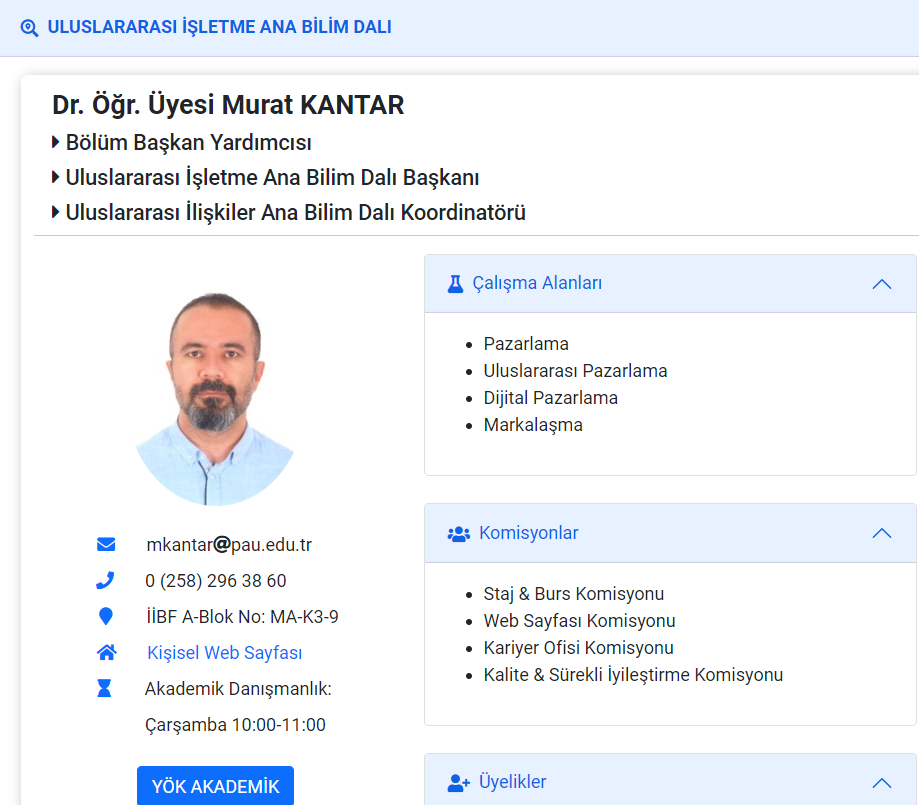 ULUSLARARASI İŞLETME ANA BİLİM DALI
Dr. Öğr. Üyesi Murat KANTAR
Bölüm Başkan Yardımcısı
Uluslararası İşletme Ana Bilim Dalı Başkanı
Uluslararası İlişkiler Ana Bilim Dalı Koordinatörü
mkantar@pau.edu.tr
0 (258) 296 38 60
İİBF A-Blok No: MA-K3-9
Kişisel Web Sayfası
Akademik Danışmanlık:
Çarşamba 10:00-11:00
YÖK AKADEMİK
Çalışma Alanları
Pazarlama
Uluslararası Pazarlama
Dijital Pazarlama
Markalaşma
Komisyonlar
Staj & Burs Komisyonu
Web Sayfası Komisyonu
Kariyer Ofisi Komisyonu
Kalite & Sürekli İyileştirme Komisyonu
Üyelikler